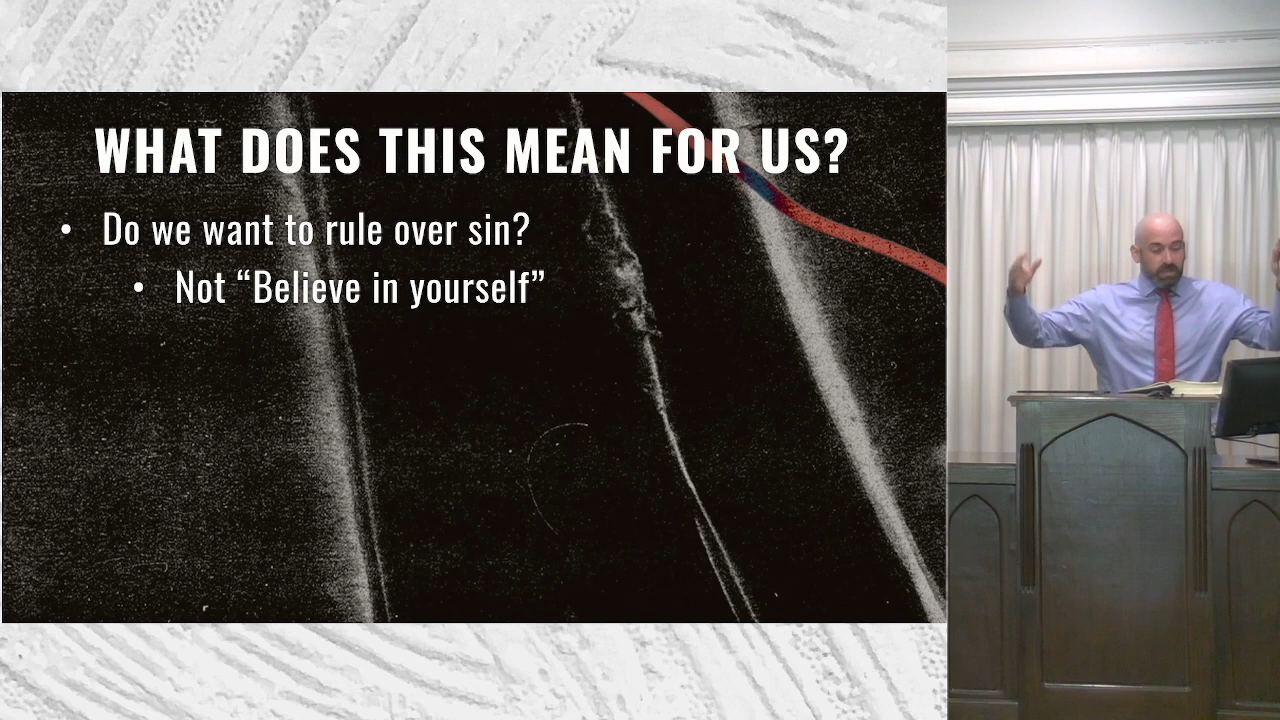 WHAT DOES THIS MEAN FOR US?
• Do we want to rule over sin?
• Not “Believe in yourself”